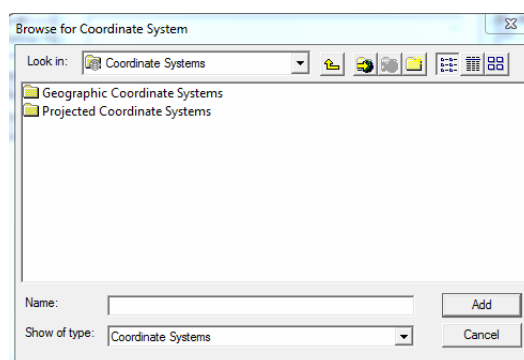 Browse for Coordinate System
Look in: Coordinate Systems
Geographic Coordinate Systems
Projected Coordinate Systems
Name: Add
Show of type: Coordinate Systems Cancel